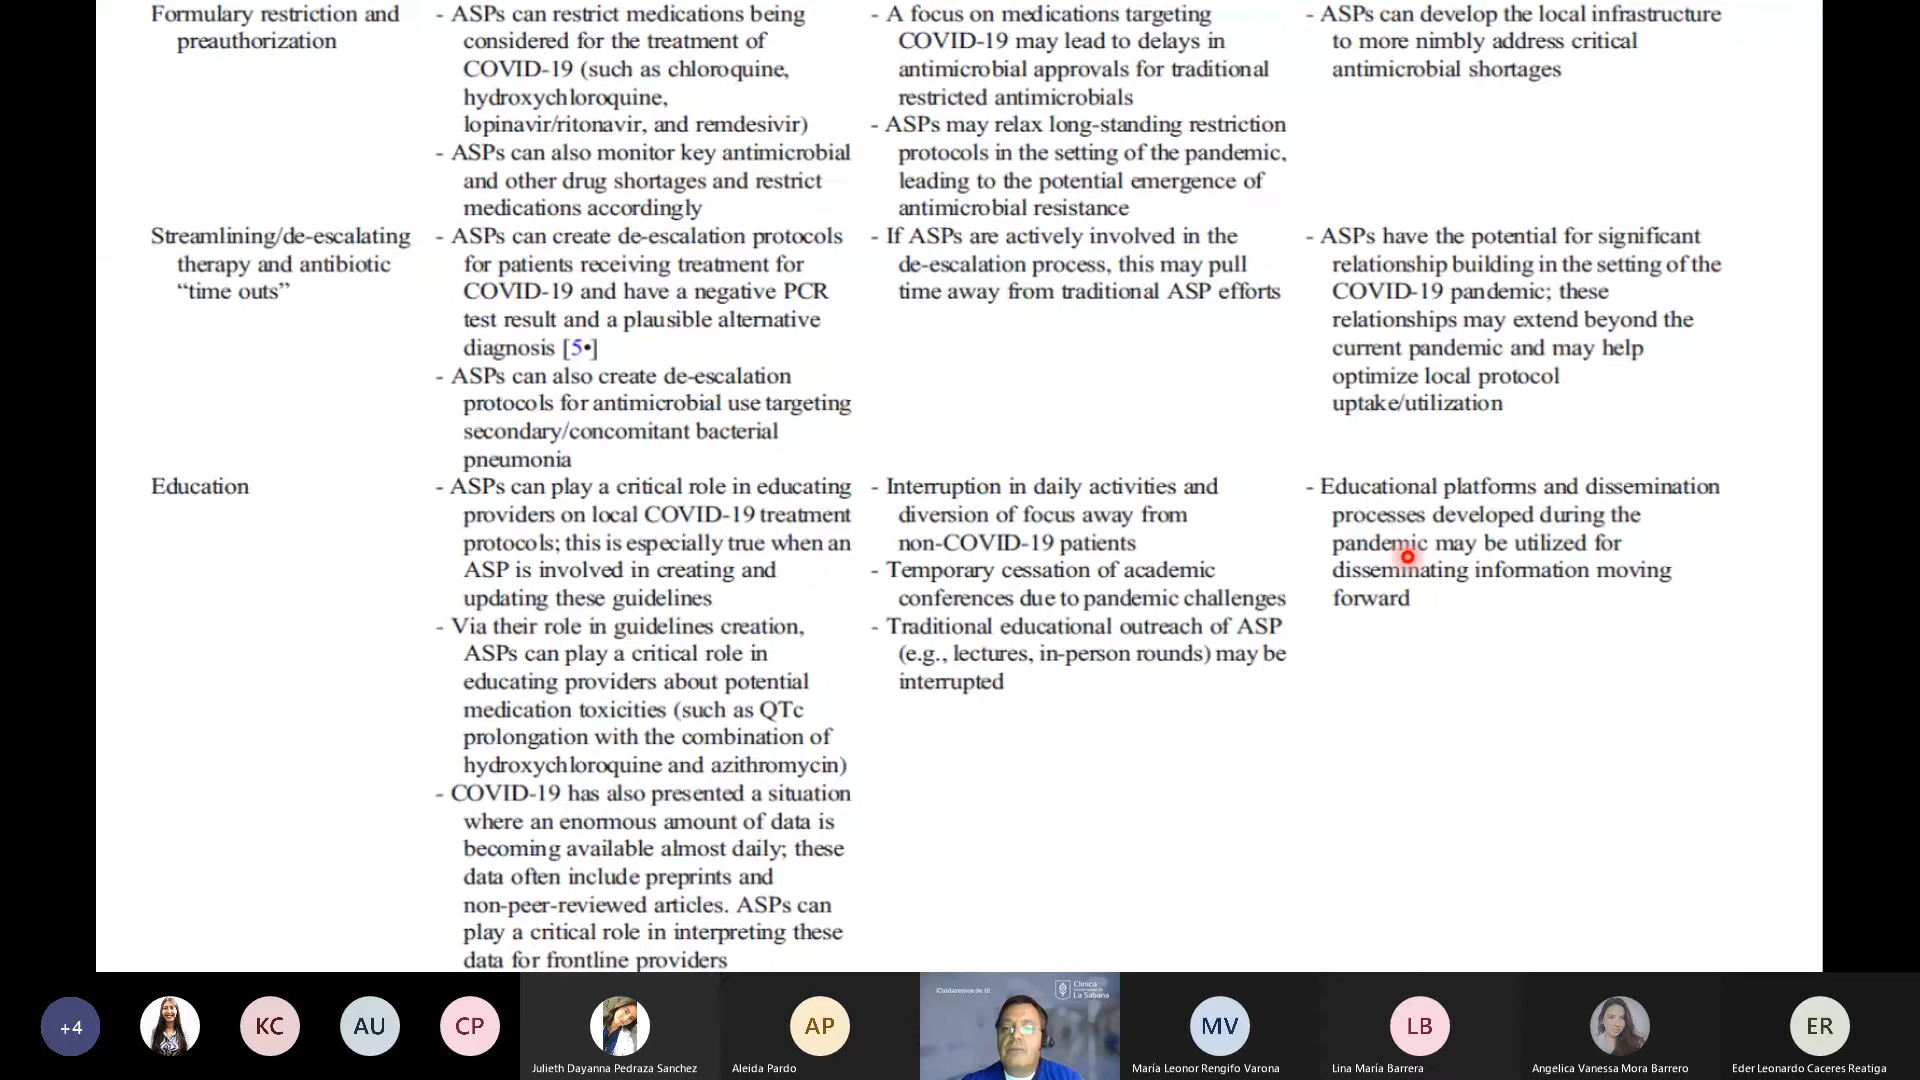 Formulary restriction and
preauthorization
- ASPs can restrict medications being
considered for the treatment of
COVID-19 (such as chloroquine,
hydroxychloroquine,
lopinavir/ritonavir, and remdesivir)
- ASPs can also monitor key antimicrobial
and other drug shortages and restrict
medications accordingly
- A focus on medications targeting
COVID-19 may lead to delays in
antimicrobial approvals for traditional
restricted antimicrobials
- ASPs may relax long-standing restriction
protocols in the setting of the pandemic,
leading to the potential emergence of
antimicrobial resistance
- ASPs can develop the local infrastructure
to more nimbly address critical
antimicrobial shortages
Streamlining/de-escalating
therapy and antibiotic
“time outs”
- ASPs can create de-escalation protocols
for patients receiving treatment for
COVID-19 and have a negative PCR
test result and a plausible alternative
diagnosis [5•]
- ASPs can also create de-escalation
protocols for antimicrobial use targeting
secondary/concomitant bacterial
pneumonia
- If ASPs are actively involved in the
de-escalation process, this may pull
time away from traditional ASP efforts
- ASPs have the potential for significant
relationship building in the setting of the
COVID-19 pandemic; these
relationships may extend beyond the
current pandemic and may help
optimize local protocol
uptake/utilization
Education
- ASPs can play a critical role in educating
providers on local COVID-19 treatment
protocols; this is especially true when an
ASP is involved in creating and
updating these guidelines
- Via their role in guidelines creation,
ASPs can play a critical role in
educating providers about potential
medication toxicities (such as QTc
prolongation with the combination of
hydroxychloroquine and azithromycin)
- COVID-19 has also presented a situation
where an enormous amount of data is
becoming available almost daily; these
data often include preprints and
non-peer-reviewed articles. ASPs can
play a critical role in interpreting these
data for frontline providers
- Interruption in daily activities and
diversion of focus away from
non-COVID-19 patients
- Temporary cessation of academic
conferences due to pandemic challenges
- Traditional educational outreach of ASP
(e.g., lectures, in-person rounds) may be
interrupted
- Educational platforms and dissemination
processes developed during the
pandemic may be utilized for
disseminating information moving
forward
+4
KC
AU
CP
Julieth Dayanna Pedraza Sanchez
AP
Aleida Pardo
¡Cuidaremos de ti!
Clínica
La Sabana
MV
María Leonor Rengifo Varona
LB
Lina María Barrera
Angelica Vanessa Mora Barrero
ER
Eder Leonardo Caceres Reatiga